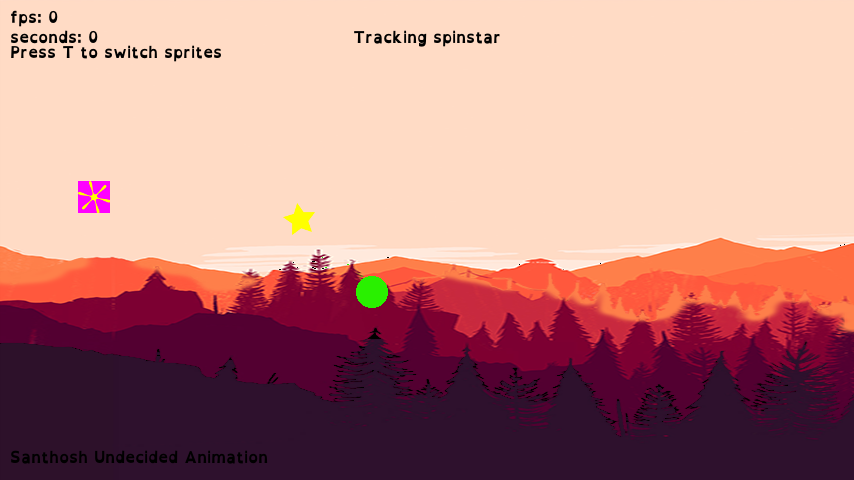 fps: 0
seconds: 0
Press T to switch sprites
Tracking spinstar
Santhosh Undecided Animation